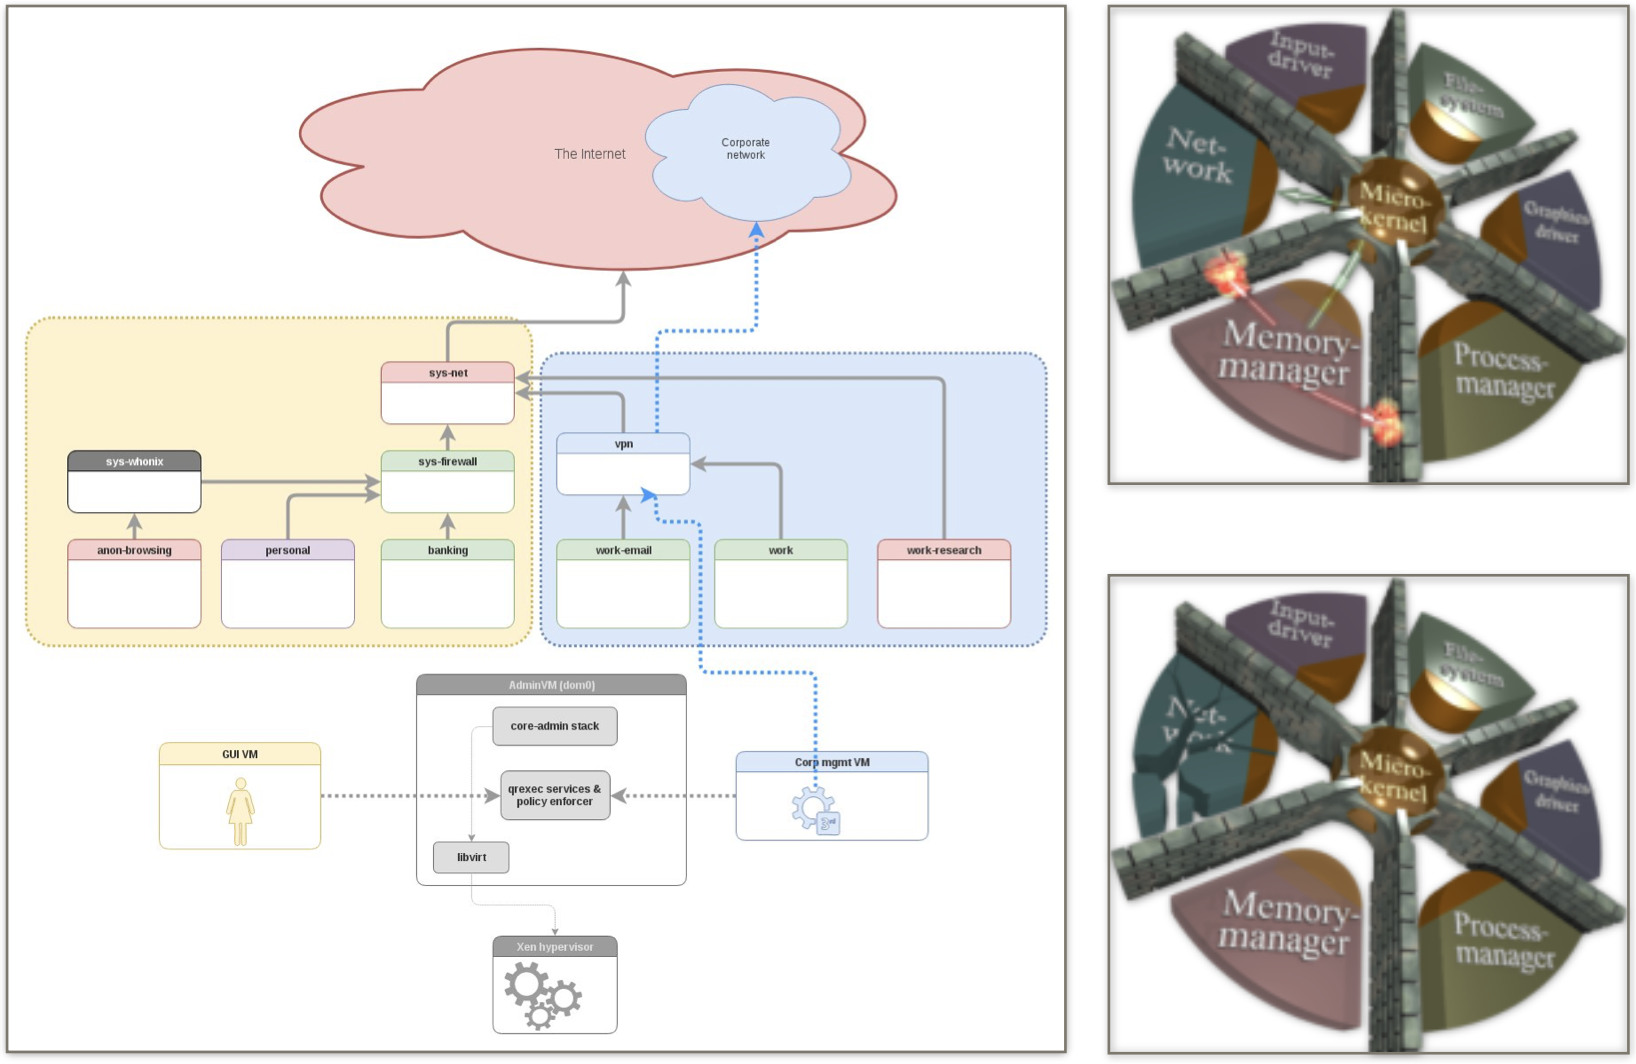 The Internet
Corporate
network
sys-net
sys-whonix
sys-firewall
vpn
anon-browsing
personal
banking
work-email
work
work-research
AdminVM (dom0)
core-admin stack
GUI VM
qrexec services &
policy enforcer
Corp mgmt VM
3rd
libvirt
Xen hypervisor
Input-
driver
File-
system
Net-
work
Micro-
kernel
Graphics
driver
Memory-
manager
Process-
manager
Input-
driver
File-
system
Net-
work
Micro-
kernel
Graphics
driver
Memory-
manager
Process-
manager